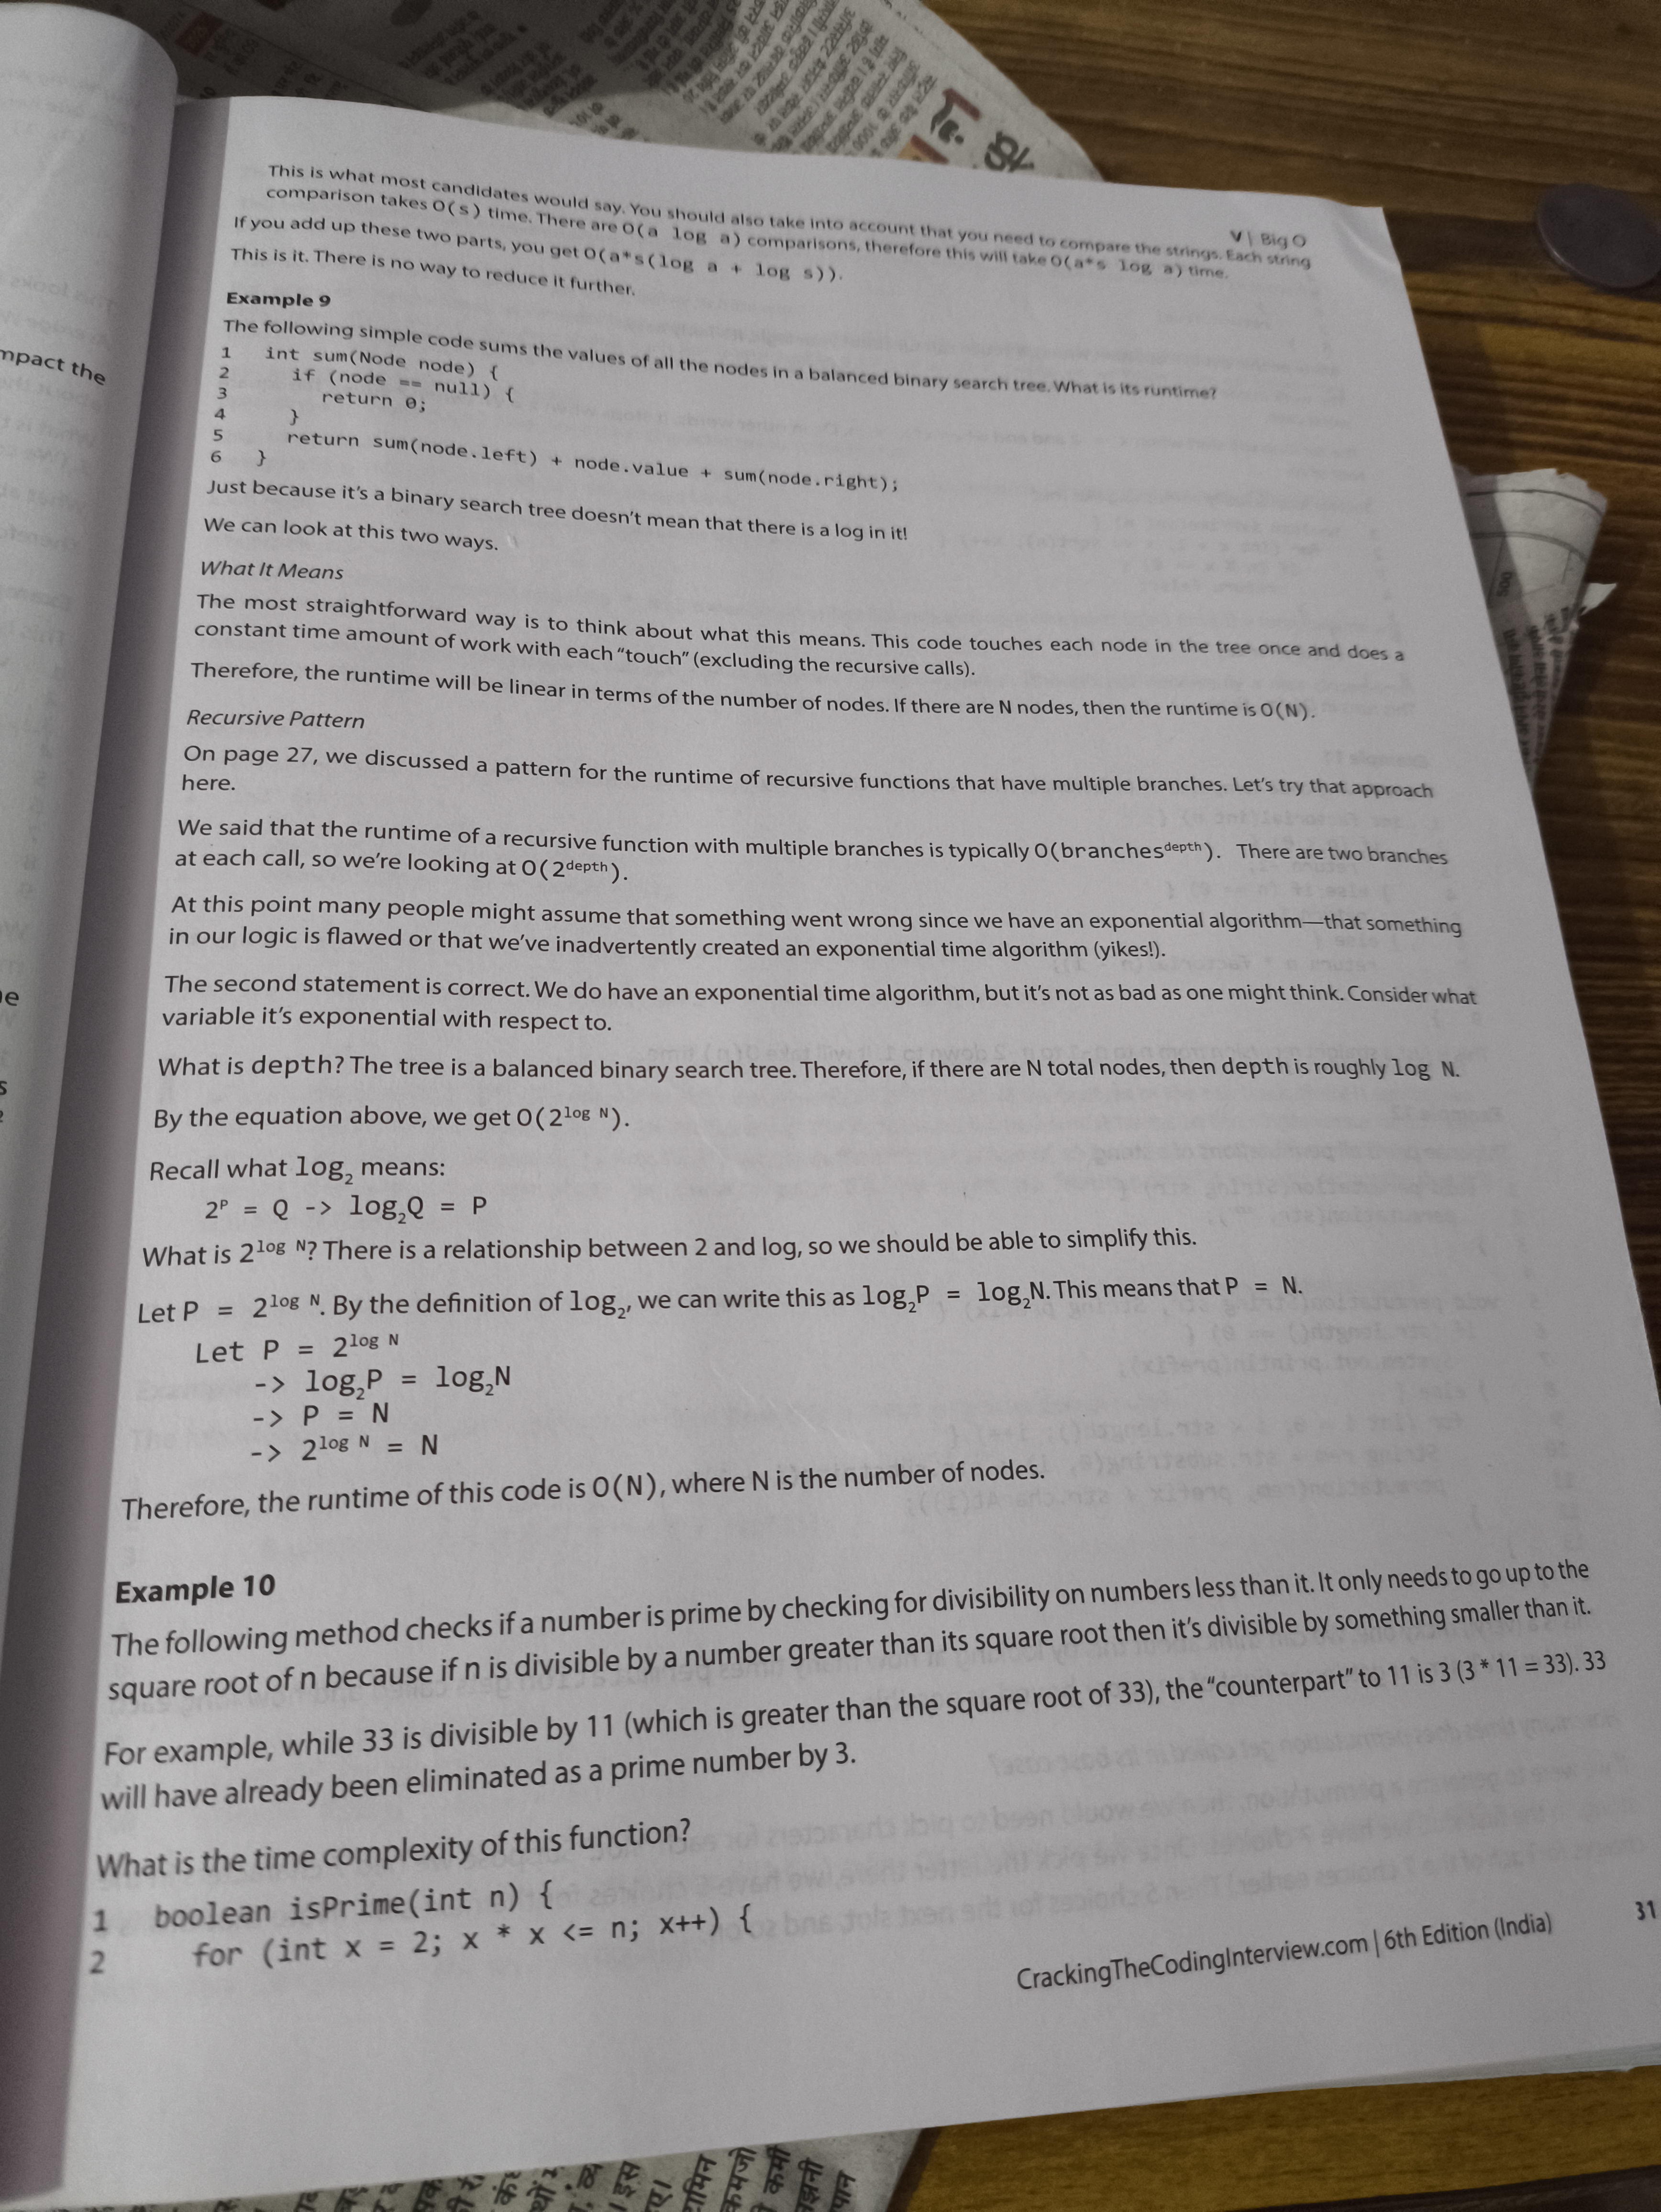 V | Big O
This is what most candidates would say. You should also take into account that you need to compare the strings. Each string
comparison takes O(s) time. There are O(a log a) comparisons, therefore this will take O(a*s log a) time.
If you add up these two parts, you get O(a*s(log a + log s)).
This is it. There is no way to reduce it further.
Example 9
The following simple code sums the values of all the nodes in a balanced binary search tree. What is its runtime?
1 int sum(Node node) {
2 if (node == null) {
3 return 0;
4 }
5 return sum(node.left) + node.value + sum(node.right);
6 }
Just because it's a binary search tree doesn't mean that there is a log in it!
We can look at this two ways.
What It Means
The most straightforward way is to think about what this means. This code touches each node in the tree once and does a
constant time amount of work with each “touch” (excluding the recursive calls).
Therefore, the runtime will be linear in terms of the number of nodes. If there are N nodes, then the runtime is O(N).
Recursive Pattern
On page 27, we discussed a pattern for the runtime of recursive functions that have multiple branches. Let's try that approach
here.
We said that the runtime of a recursive function with multiple branches is typically O(branches^depth). There are two branches
at each call, so we're looking at O(2^depth).
At this point many people might assume that something went wrong since we have an exponential algorithm—that something
in our logic is flawed or that we've inadvertently created an exponential time algorithm (yikes!).
The second statement is correct. We do have an exponential time algorithm, but it's not as bad as one might think. Consider what
variable it's exponential with respect to.
What is depth? The tree is a balanced binary search tree. Therefore, if there are N total nodes, then depth is roughly log N.
By the equation above, we get O(2^log N).
Recall what log₂ means:
2^P = Q -> log₂Q = P
What is 2^log N? There is a relationship between 2 and log, so we should be able to simplify this.
Let P = 2^log N. By the definition of log₂, we can write this as log₂P = log₂N. This means that P = N.
Let P = 2^log N
-> log₂P = log₂N
-> P = N
-> 2^log N = N
Therefore, the runtime of this code is O(N), where N is the number of nodes.
Example 10
The following method checks if a number is prime by checking for divisibility on numbers less than it. It only needs to go up to the
square root of n because if n is divisible by a number greater than its square root then it's divisible by something smaller than it.
For example, while 33 is divisible by 11 (which is greater than the square root of 33), the “counterpart” to 11 is 3 (3 * 11 = 33). 33
will have already been eliminated as a prime number by 3.
What is the time complexity of this function?
1 boolean isPrime(int n) {
2 for (int x = 2; x * x <= n; x++) {
CrackingTheCodingInterview.com | 6th Edition (India) 31
mpact the